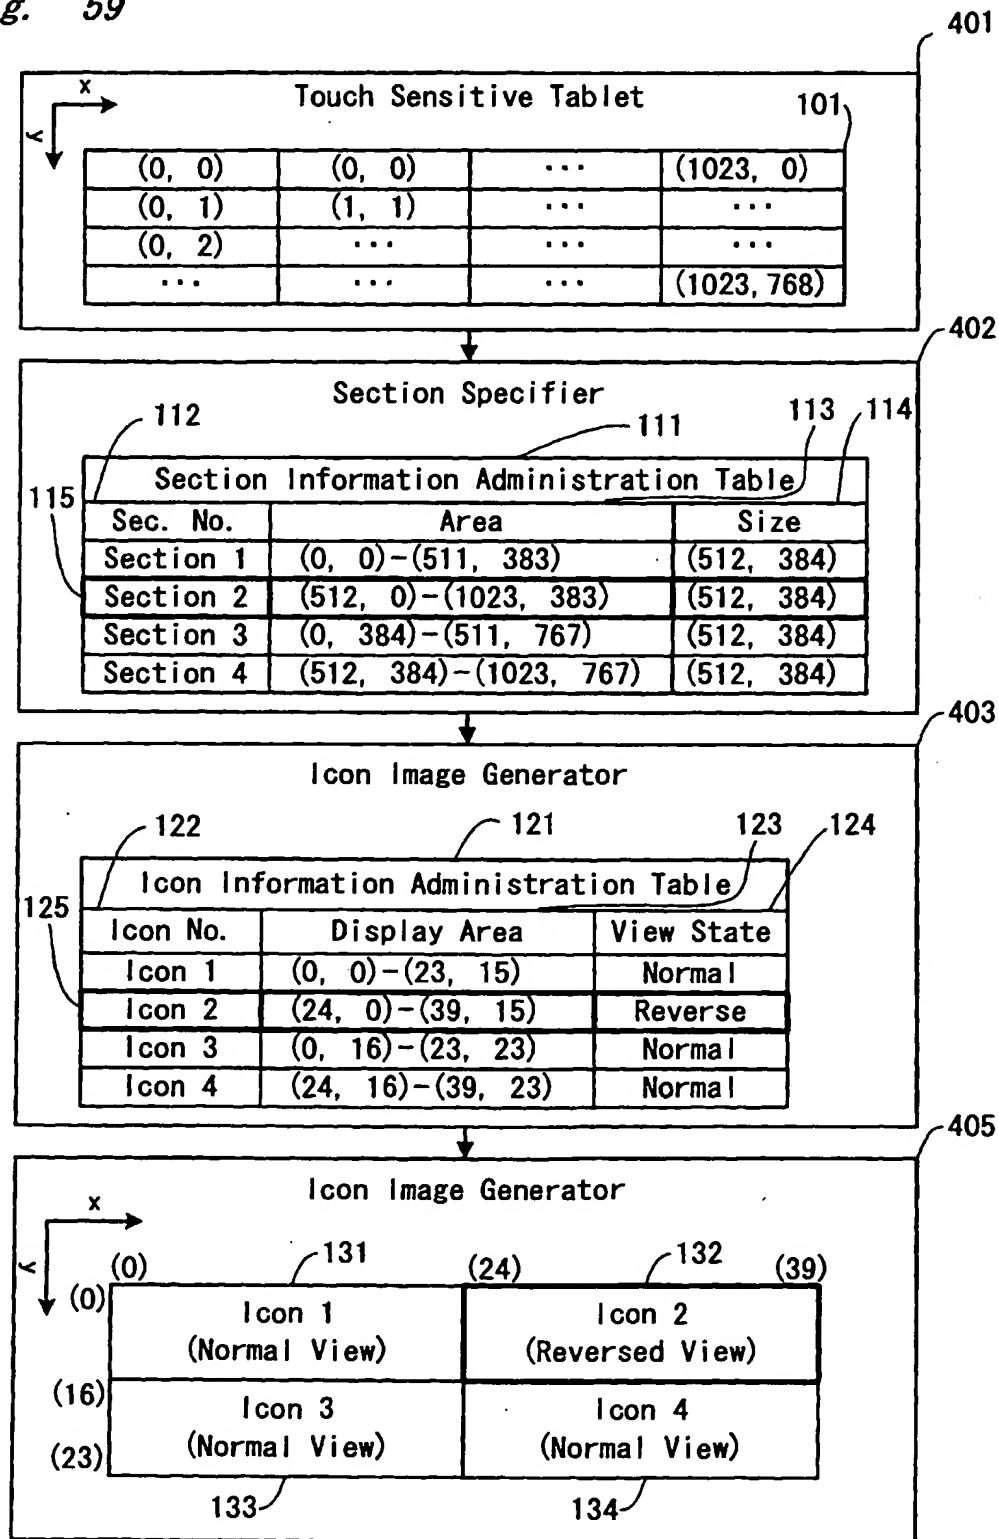 g. 59
401
x
Touch Sensitive Tablet
101
y
(0, 0) (0, 0) ... (1023, 0)
(0, 1) (1, 1) ... ...
(0, 2) ... ... ...
... ... ... (1023, 768)
402
Section Specifier
112 111 113 114
Section Information Administration Table
115
Sec. No. Area Size
Section 1 (0, 0)-(511, 383) (512, 384)
Section 2 (512, 0)-(1023, 383) (512, 384)
Section 3 (0, 384)-(511, 767) (512, 384)
Section 4 (512, 384)-(1023, 767) (512, 384)
403
Icon Image Generator
122 121 123 124
Icon Information Administration Table
125
Icon No. Display Area View State
Icon 1 (0, 0)-(23, 15) Normal
Icon 2 (24, 0)-(39, 15) Reverse
Icon 3 (0, 16)-(23, 23) Normal
Icon 4 (24, 16)-(39, 23) Normal
405
Icon Image Generator
x
y
131 132
(0) (24) (39)
(0)
Icon 1 Icon 2
(Normal View) (Reversed View)
(16)
Icon 3 Icon 4
(Normal View) (Normal View)
(23)
133 134